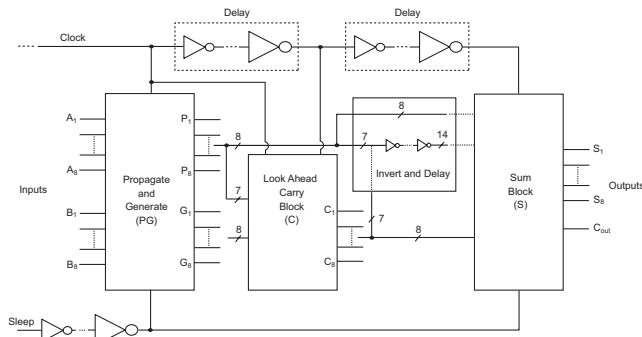 Delay
Delay
Clock
A1
A8
Inputs
B1
B8
Propagate
and
Generate
(PG)
P1
P8
G1
G8
8
7
8
Look Ahead
Carry
Block
(C)
C1
C8
8
7
14
Invert and Delay
7
8
Sum
Block
(S)
S1
S8
Cout
Outputs
Sleep